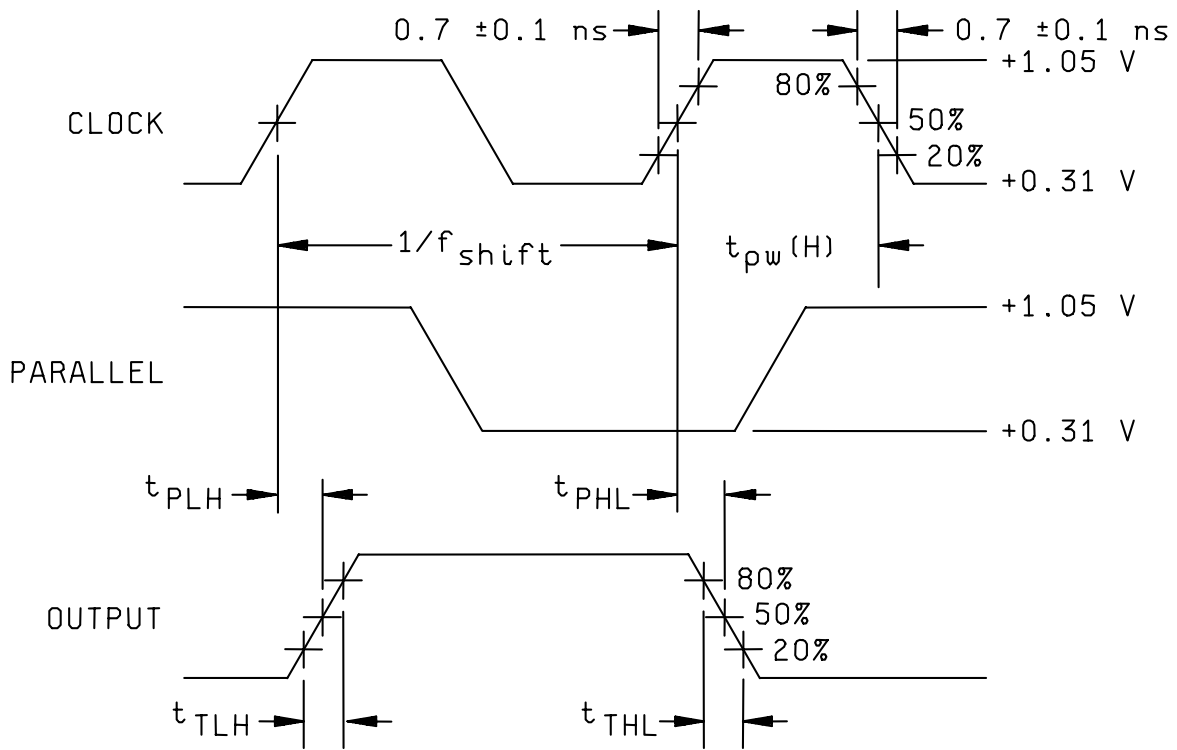 0.7 ±0.1 ns
0.7 ±0.1 ns
+1.05 V
80%
CLOCK
50%
20%
+0.31 V
1/fshift
tpw(H)
+1.05 V
PARALLEL
+0.31 V
tPLH
tPHL
80%
OUTPUT
50%
20%
tTLH
tTHL